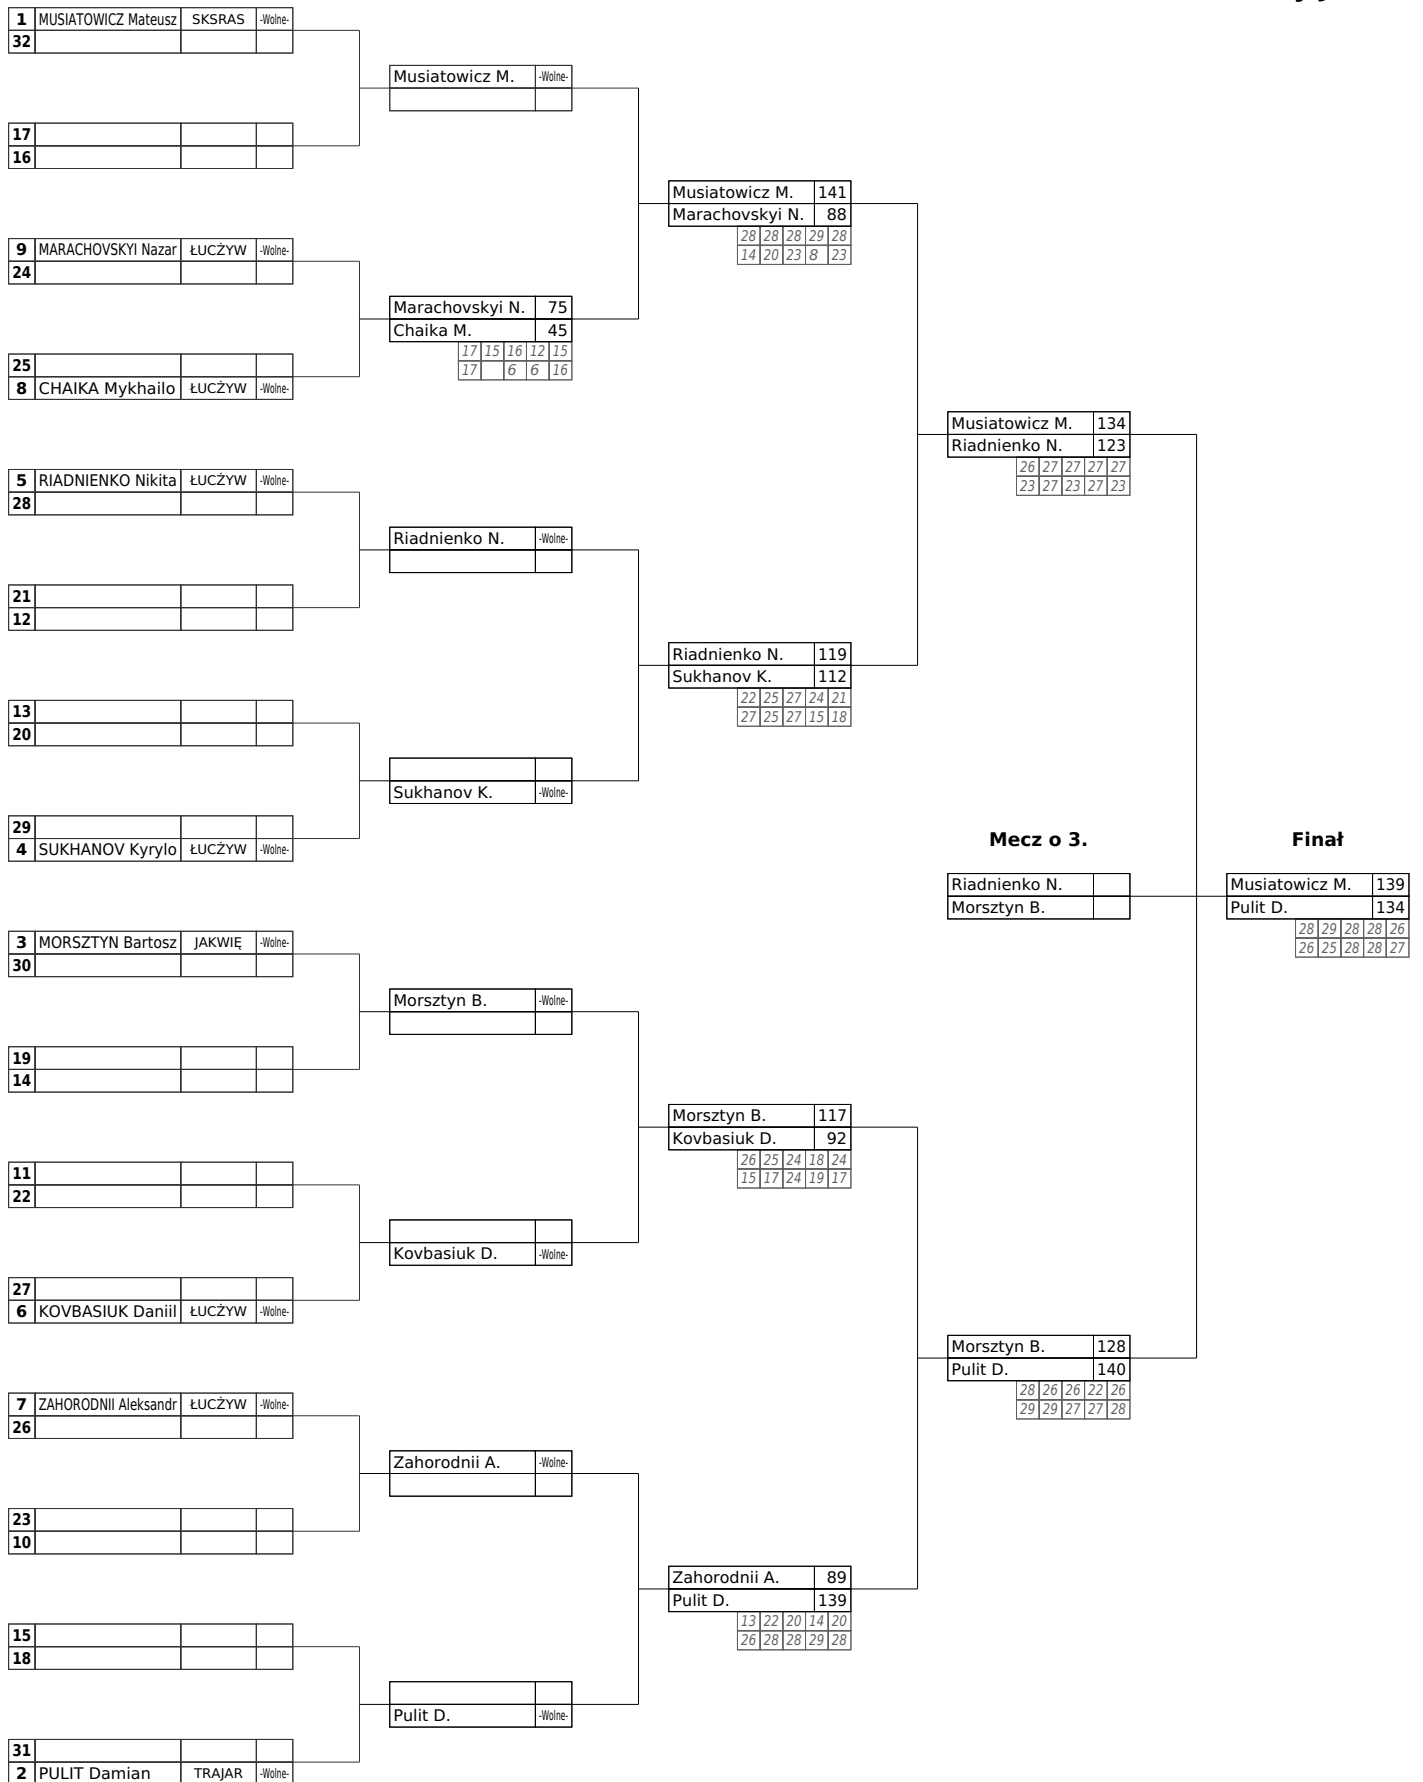 1 MUSIATOWICZ Mateusz SKSRAS -Wolne-
32
Musiatowicz M. -Wolne-
17
16
Musiatowicz M. 141
Marachovskyi N. 88
28 28 28 29 28
14 20 23 8 23
9 MARACHOVSKYI Nazar ŁUCŻYW -Wolne-
24
Marachovskyi N. 75
Chaika M. 45
17 15 16 12 15
17 6 6 16
25
8 CHAIKA Mykhailo ŁUCŻYW -Wolne-
Musiatowicz M. 134
Riadnienko N. 123
26 27 27 27 27
23 27 23 27 23
5 RIADNIENKO Nikita ŁUCŻYW -Wolne-
28
Riadnienko N. -Wolne-
21
12
Riadnienko N. 119
Sukhanov K. 112
22 25 27 24 21
27 25 27 15 18
13
20
Sukhanov K. -Wolne-
29
4 SUKHANOV Kyrylo ŁUCŻYW -Wolne-
Mecz o 3. Finał
Riadnienko N. Musiatowicz M. 139
Morsztyn B. Pulit D. 134
28 29 28 28 26
26 25 28 28 27
3 MORSZTYN Bartosz JAKWIĘ -Wolne-
30
Morsztyn B. -Wolne-
19
14
Morsztyn B. 117
Kovbasiuk D. 92
26 25 24 18 24
15 17 24 19 17
11
22
Kovbasiuk D. -Wolne-
27
6 KOVBASIUK Daniil ŁUCŻYW -Wolne-
Morsztyn B. 128
Pulit D. 140
28 26 26 22 26
29 29 27 27 28
7 ZAHORODNII Aleksandr ŁUCŻYW -Wolne-
26
Zahorodnii A. -Wolne-
23
10
Zahorodnii A. 89
Pulit D. 139
13 22 20 14 20
26 28 28 29 28
15
18
Pulit D. -Wolne-
31
2 PULIT Damian TRAJAR -Wolne-